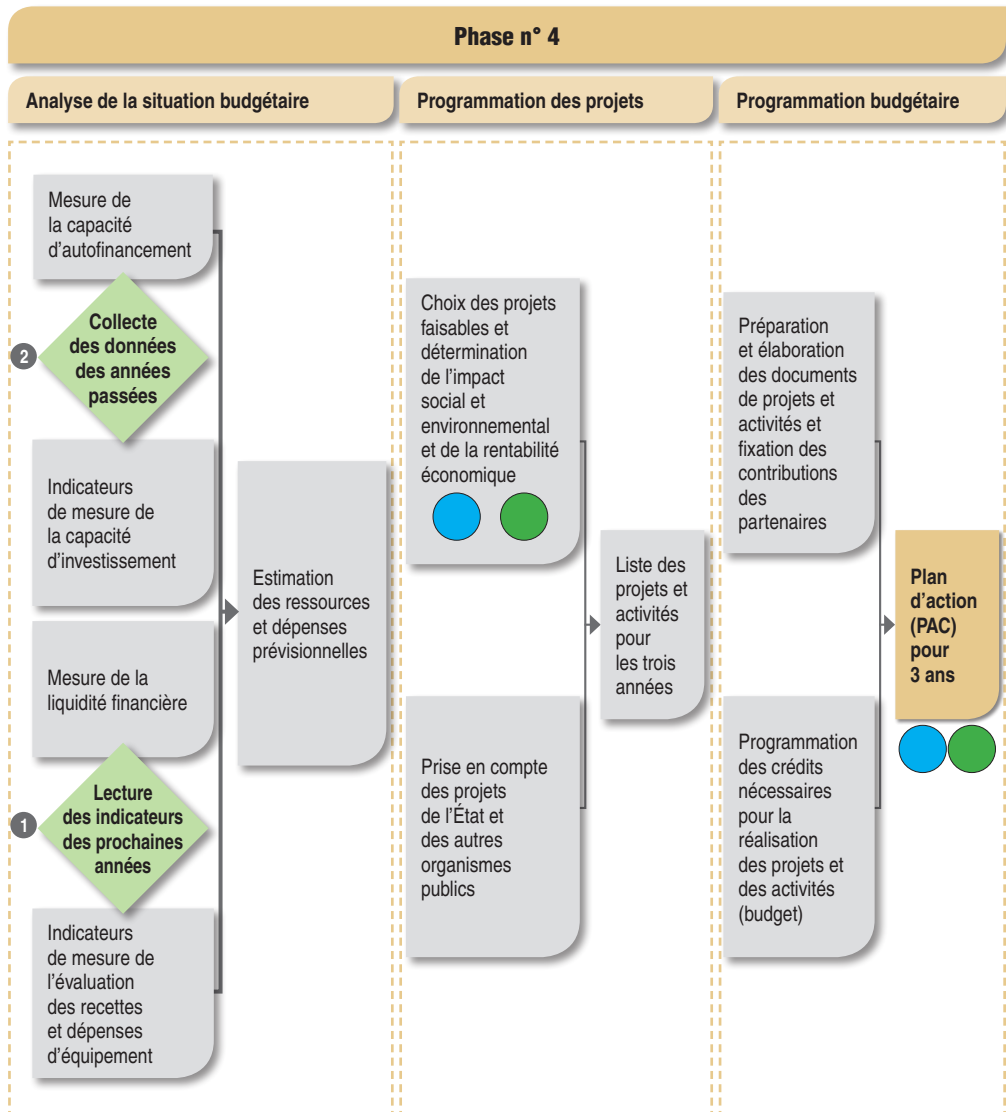 Phase n° 4
Analyse de la situation budgétaire
Programmation des projets
Programmation budgétaire
Mesure de
la capacité
d'autofinancement
2
Collecte
des données
des années
passées
Indicateurs
de mesure de
la capacité
d'investissement
Mesure de la
liquidité financière
1
Lecture
des indicateurs
des prochaines
années
Indicateurs
de mesure de
l'évaluation
des recettes
et dépenses
d'équipement
Estimation
des ressources
et dépenses
prévisionnelles
Choix des projets
faisables et
détermination
de l'impact
social et
environnemental
et de la rentabilité
économique
Prise en compte
des projets
de l'État et
des autres
organismes
publics
Liste des
projets et
activités
pour
les trois
années
Préparation
et élaboration
des documents
de projets et
activités et
fixation des
contributions
des
partenaires
Programmation
des crédits
nécessaires
pour la
réalisation
des projets et
des activités
(budget)
Plan
d'action
(PAC)
pour
3 ans